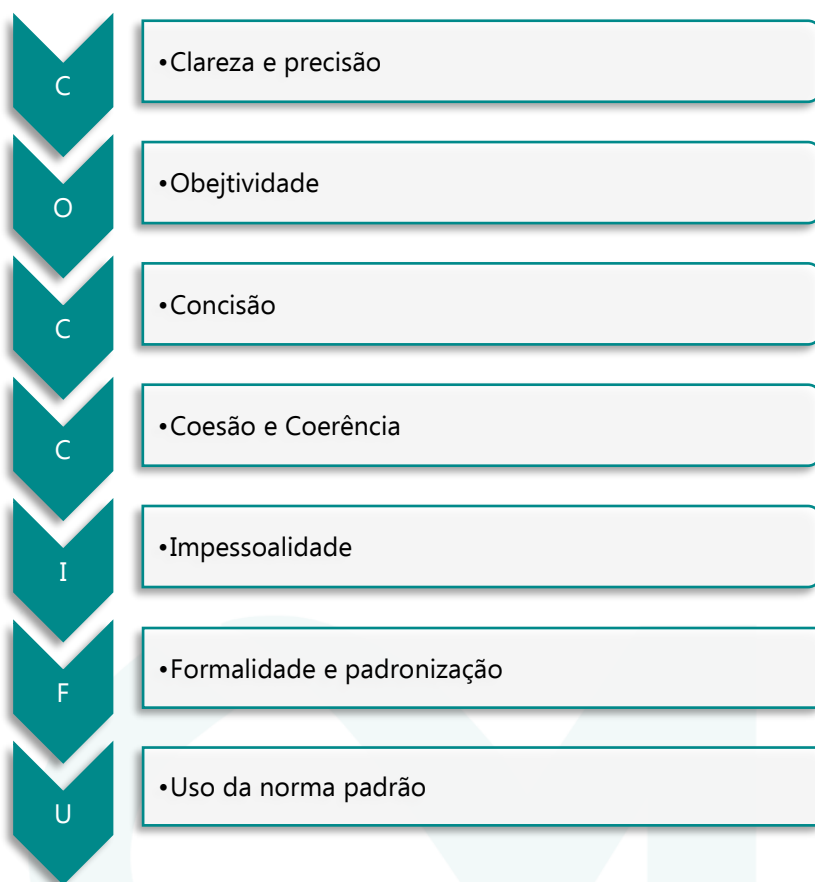 C
•Clareza e precisão
O
•Obejtividade
C
•Concisão
C
•Coesão e Coerência
I
•Impessoalidade
F
•Formalidade e padronização
U
•Uso da norma padrão